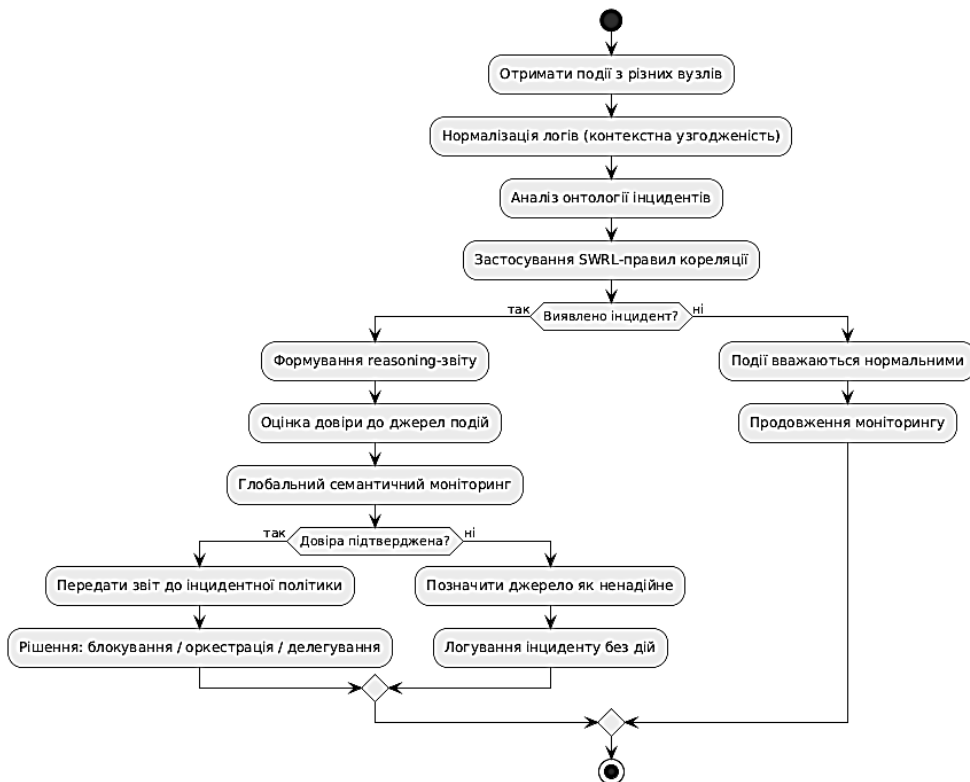 Отримати події з різних вузлів
Нормалізація логів (контекстна узгодженість)
Аналіз онтології інцидентів
Застосування SWRL-правил кореляції
так
Виявлено інцидент?
ні
Формування reasoning-звіту
Події вважаються нормальними
Оцінка довіри до джерел подій
Продовження моніторингу
Глобальний семантичний моніторинг
так
Довіра підтверджена?
ні
Передати звіт до інцидентної політики
Позначити джерело як ненадійне
Рішення: блокування / оркестрація / делегування
Логування інциденту без дій